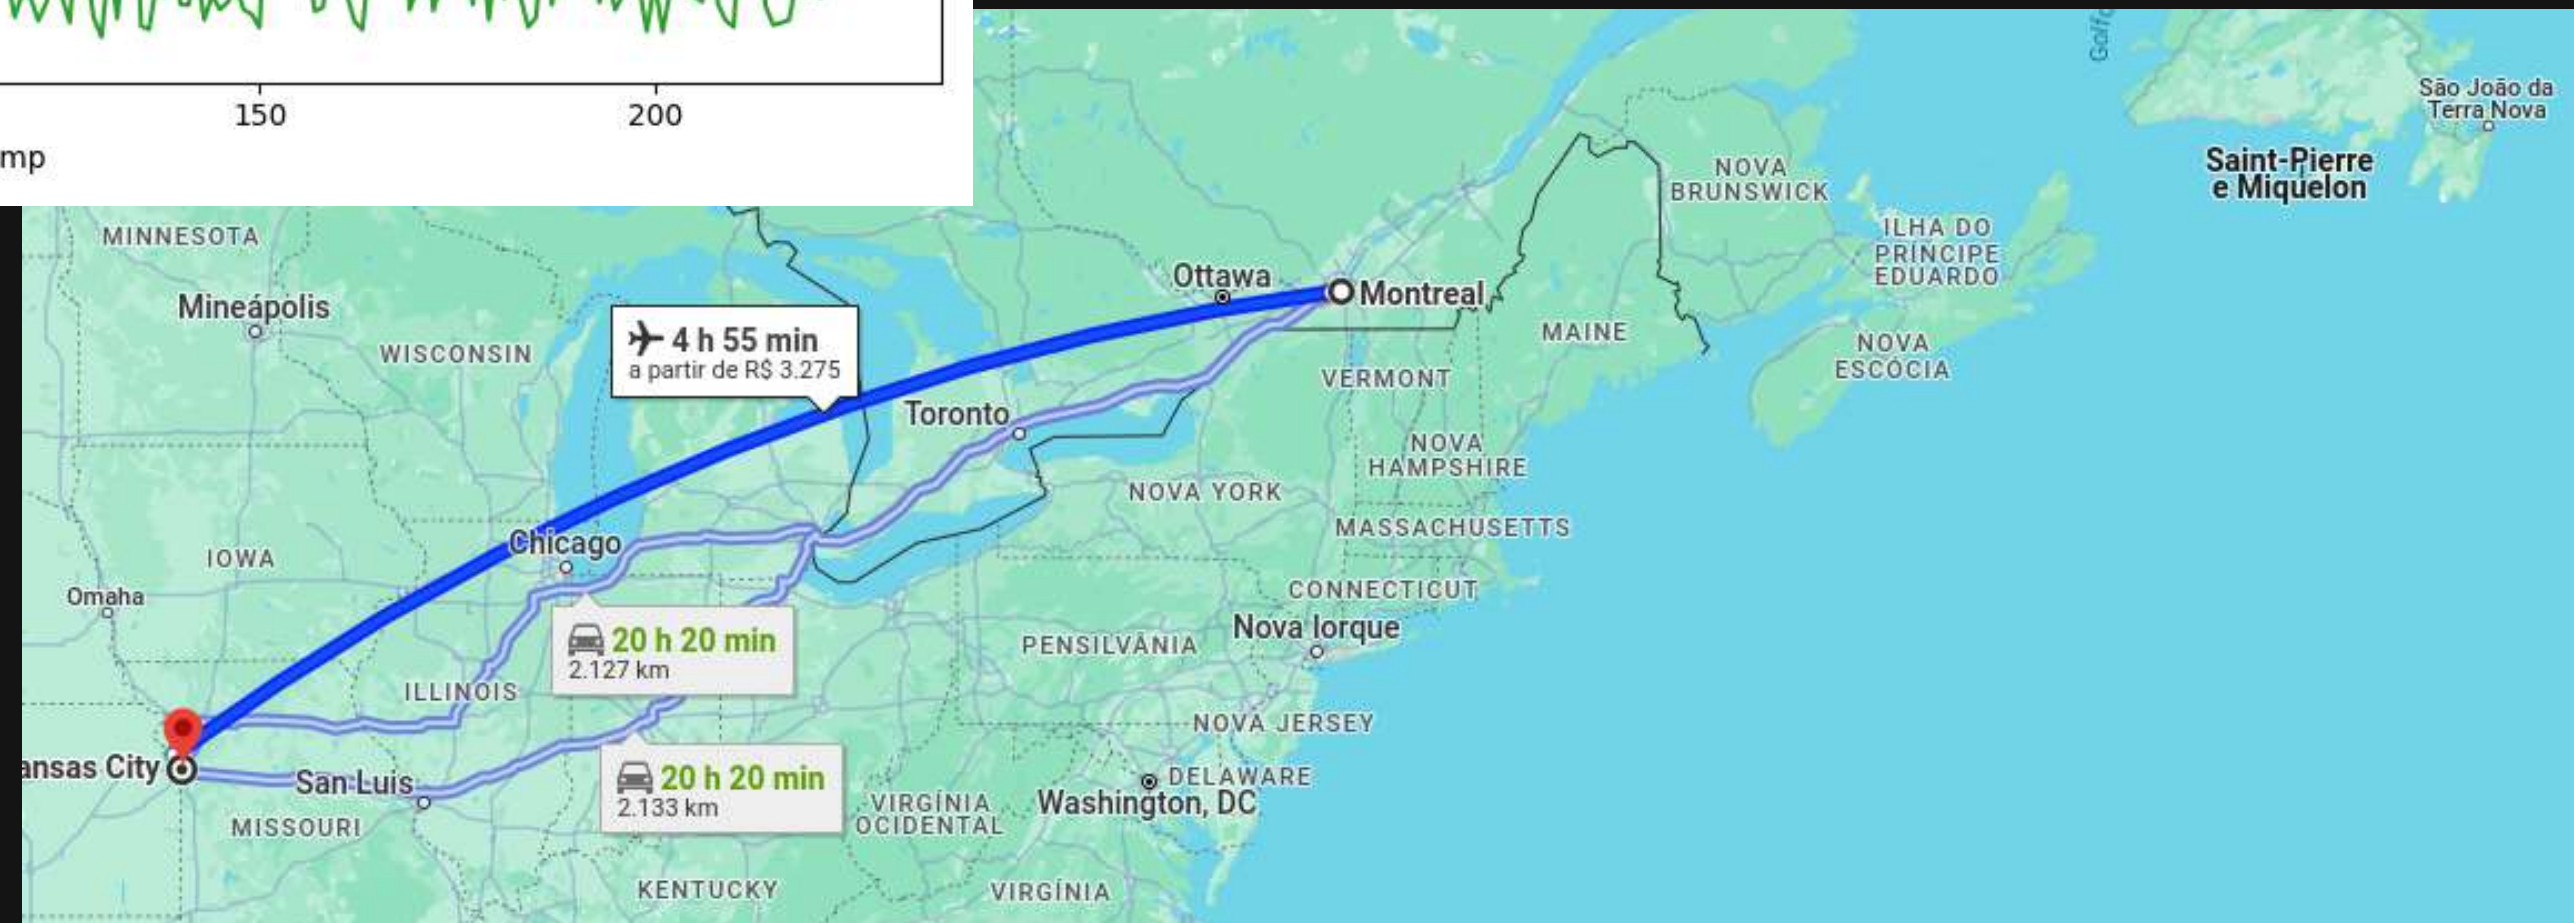 150
200
mp
Golfo
São João da
Terra Nova
Saint-Pierre
e Miquelon
NOVA
BRUNSWICK
ILHA DO
PRÍNCIPE
EDUARDO
MINNESOTA
Mineápolis
WISCONSIN
4 h 55 min
a partir de R$ 3.275
Ottawa
Montreal
MAINE
NOVA
ESCÓCIA
VERMONT
Toronto
NOVA
HAMPSHIRE
NOVA YORK
MASSACHUSETTS
Chicago
IOWA
Omaha
CONNECTICUT
Nova Iorque
PENSILVÂNIA
20 h 20 min
2.127 km
ILLINOIS
NOVA JERSEY
ansas City
San Luis
20 h 20 min
2.133 km
DELAWARE
Washington, DC
VIRGÍNIA
OCIDENTAL
MISSOURI
KENTUCKY
VIRGÍNIA